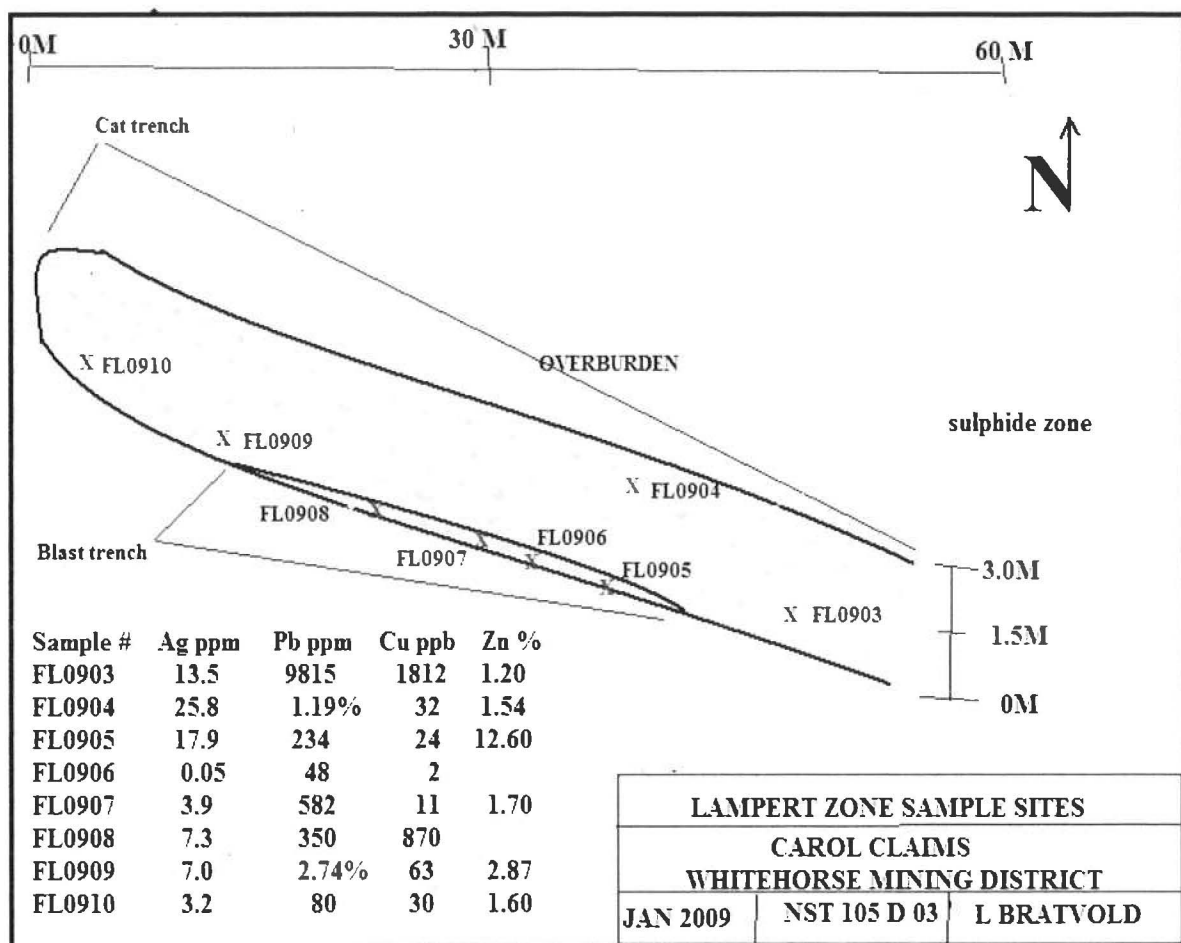 0M 30 M 60 M
Cat trench
N
OVERBURDEN
X FL0910
sulphide zone
X FL0909
X FL0904
FL0908
X
FL0906
X
Blast trench
FL0907
X
FL0905
X
3.0M
X FL0903
1.5M
0M
Sample # Ag ppm Pb ppm Cu ppb Zn %
FL0903 13.5 9815 1812 1.20
FL0904 25.8 1.19% 32 1.54
FL0905 17.9 234 24 12.60
FL0906 0.05 48 2
FL0907 3.9 582 11 1.70
FL0908 7.3 350 870
FL0909 7.0 2.74% 63 2.87
FL0910 3.2 80 30 1.60
LAMPERT ZONE SAMPLE SITES
CAROL CLAIMS
WHITEHORSE MINING DISTRICT
JAN 2009 NST 105 D 03 L BRATVOLD